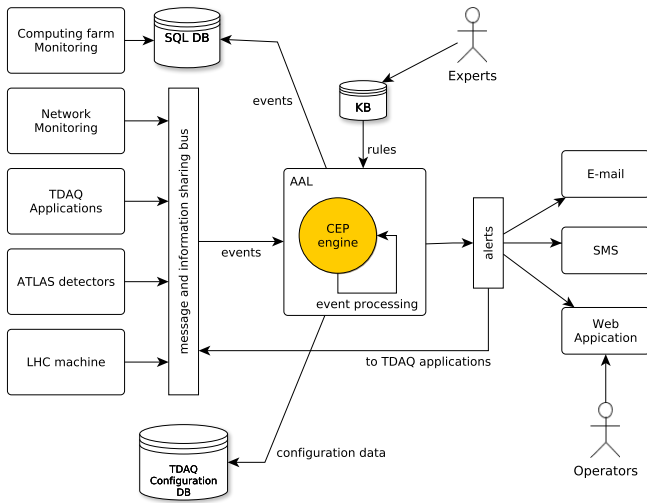 Computing farm
Monitoring
SQL DB
Experts
events
KB
Network
Monitoring
message and information sharing bus
rules
TDAQ
Applications
AAL
CEP
engine
event processing
events
alerts
E-mail
SMS
ATLAS detectors
Web
Appication
LHC machine
to TDAQ applications
configuration data
TDAQ
Configuration
DB
Operators